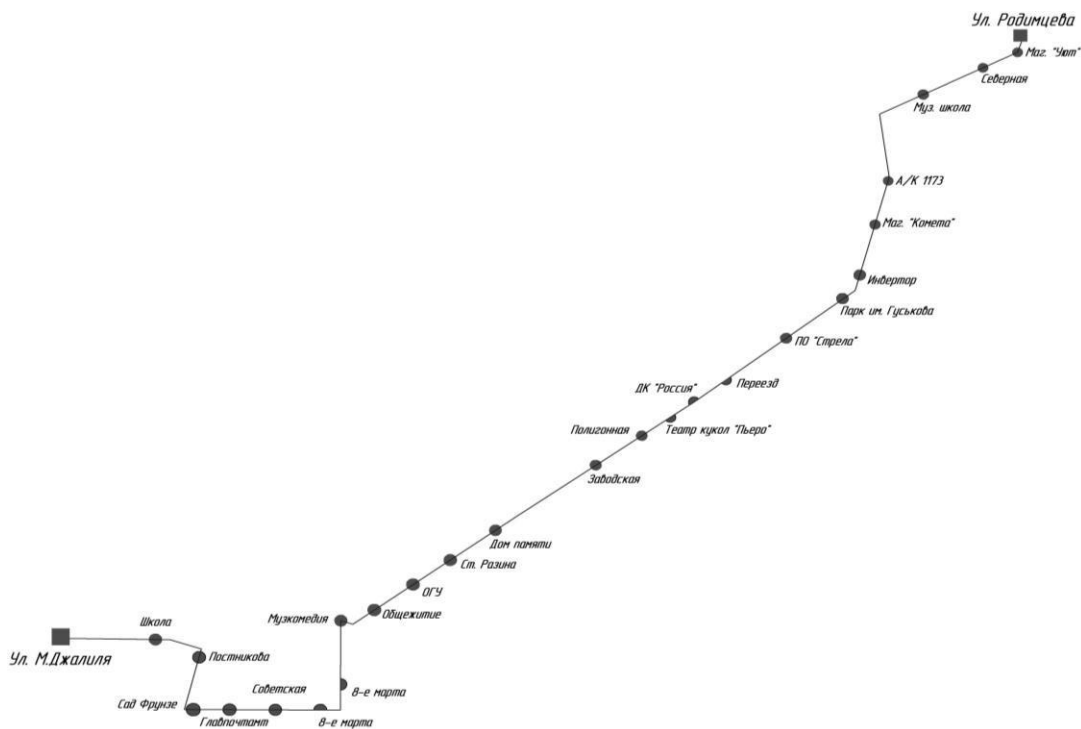 Ул. Родимцева
Маг. "Уют"
Северная
Муз. школа
А/К 1173
Маг. "Комета"
Инвертор
Парк им. Гуськова
ПО "Стрела"
Переезд
ДК "Россия"
Театр кукол "Пьеро"
Полигонная
Заводская
Дом памяти
Ст. Разина
ОГУ
Общежитие
Музкомедия
Школа
Ул. М.Джалиля
Постникова
8-е марта
Советская
Сад Фрунзе
Главпочтамт
8-е марта